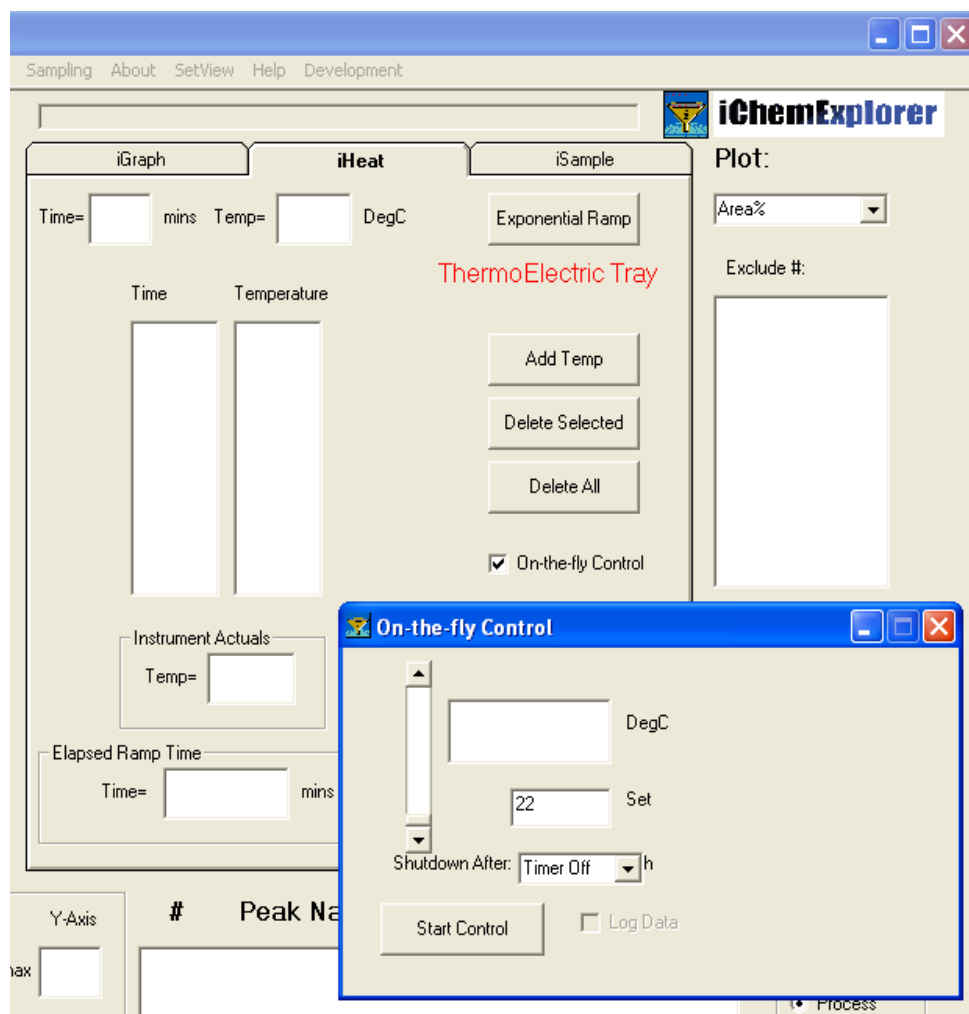 Sampling About SetView Help Development
iChemExplorer
iGraph iHeat iSample
Plot:
Time= mins Temp= DegC
Exponential Ramp
Area%
ThermoElectric Tray
Exclude #:
Time Temperature
Add Temp
Delete Selected
Delete All
On-the-fly Control
Instrument Actuals
Temp=
Elapsed Ramp Time
Time= mins
On-the-fly Control
DegC
22 Set
Shutdown After: Timer Off h
Start Control
Log Data
Y-Axis
# Peak Na
nax
Process